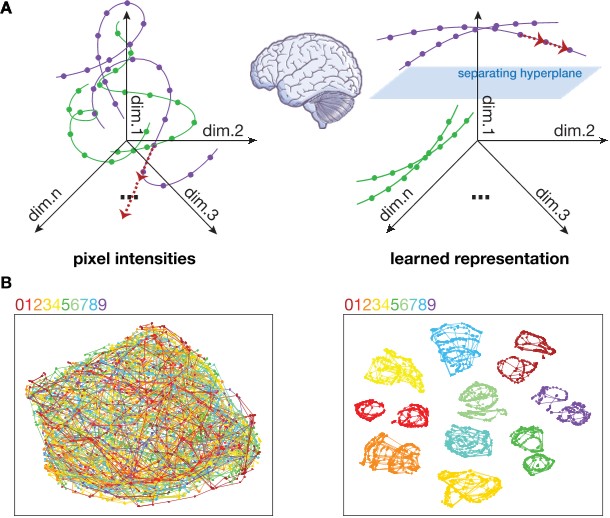 A
dim.1
dim.2
dim.3
dim.n
...
pixel intensities
separating hyperplane
dim.1
dim.2
dim.3
dim.n
...
learned representation
B
0123456789
0123456789